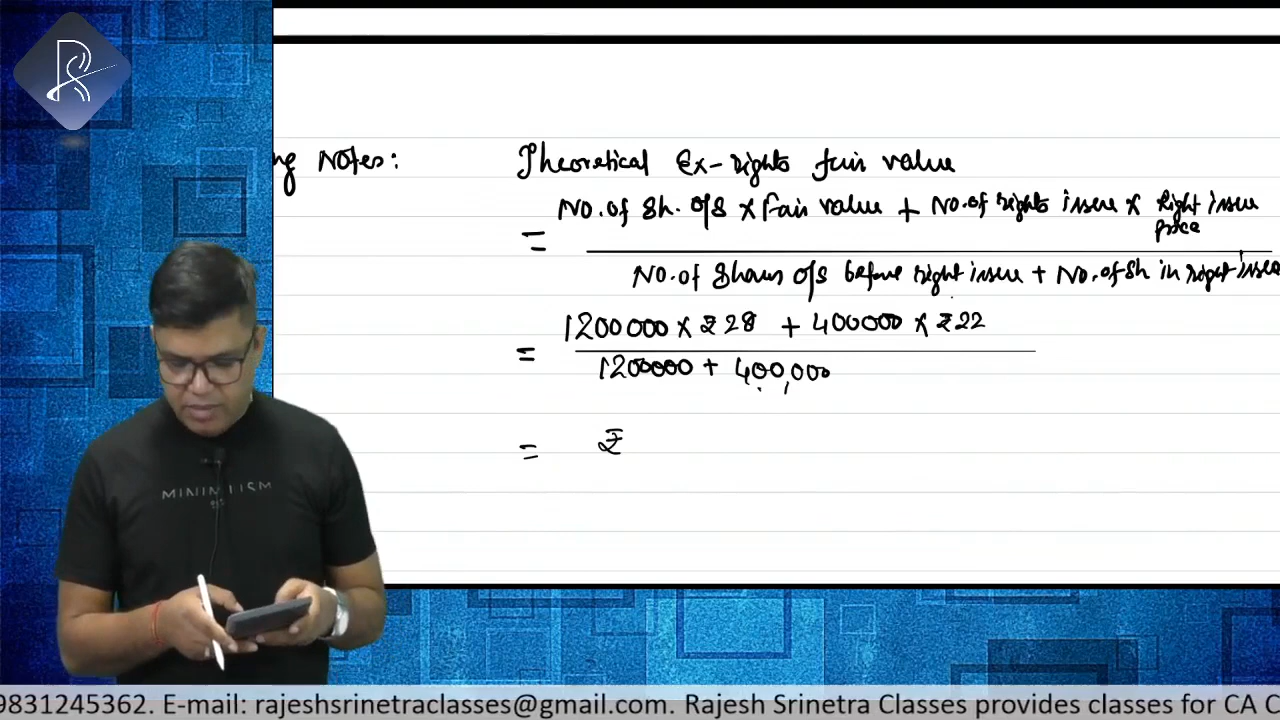 ng Notes:
Theoretical Ex-rights fair value
= No. of Sh. o/s x Fair value + No. of rights issue x Right issue price
No. of Shares o/s before right issue + No. of Sh in right issue
= 1200000 x ₹28 + 400000 x ₹22
1200000 + 400,000
= ₹
MINIMALISM
9831245362. E-mail: rajeshsrinetraclasses@gmail.com. Rajesh Srinetra Classes provides classes for CA C